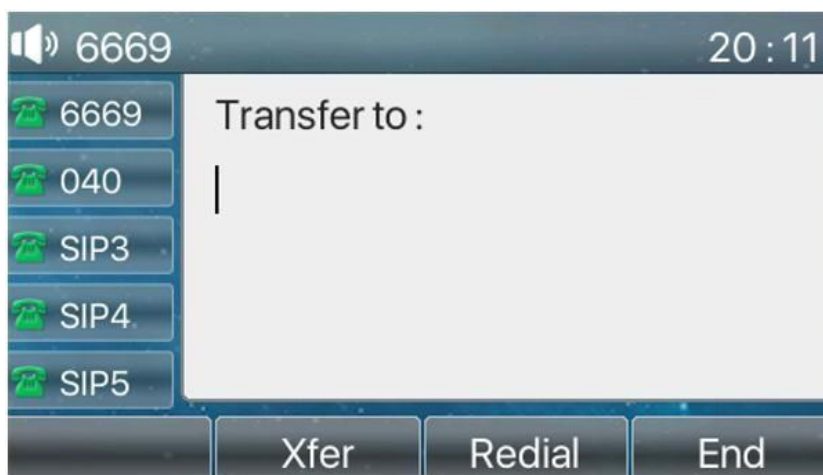 6669 20:11
6669
040
SIP3
SIP4
SIP5
Transfer to :
Xfer Redial End